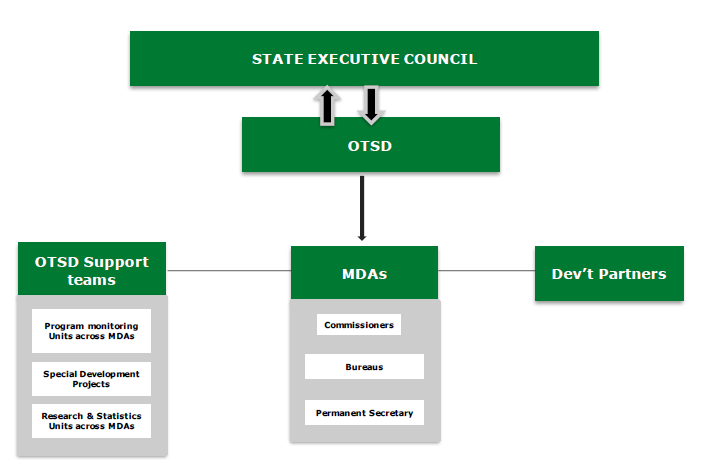 STATE EXECUTIVE COUNCIL
OTSD
OTSD Support
teams
Program monitoring
Units across MDAs
Special Development
Projects
Research & Statistics
Units across MDAs
MDAs
Commissioners
Bureaus
Permanent Secretary
Dev’t Partners